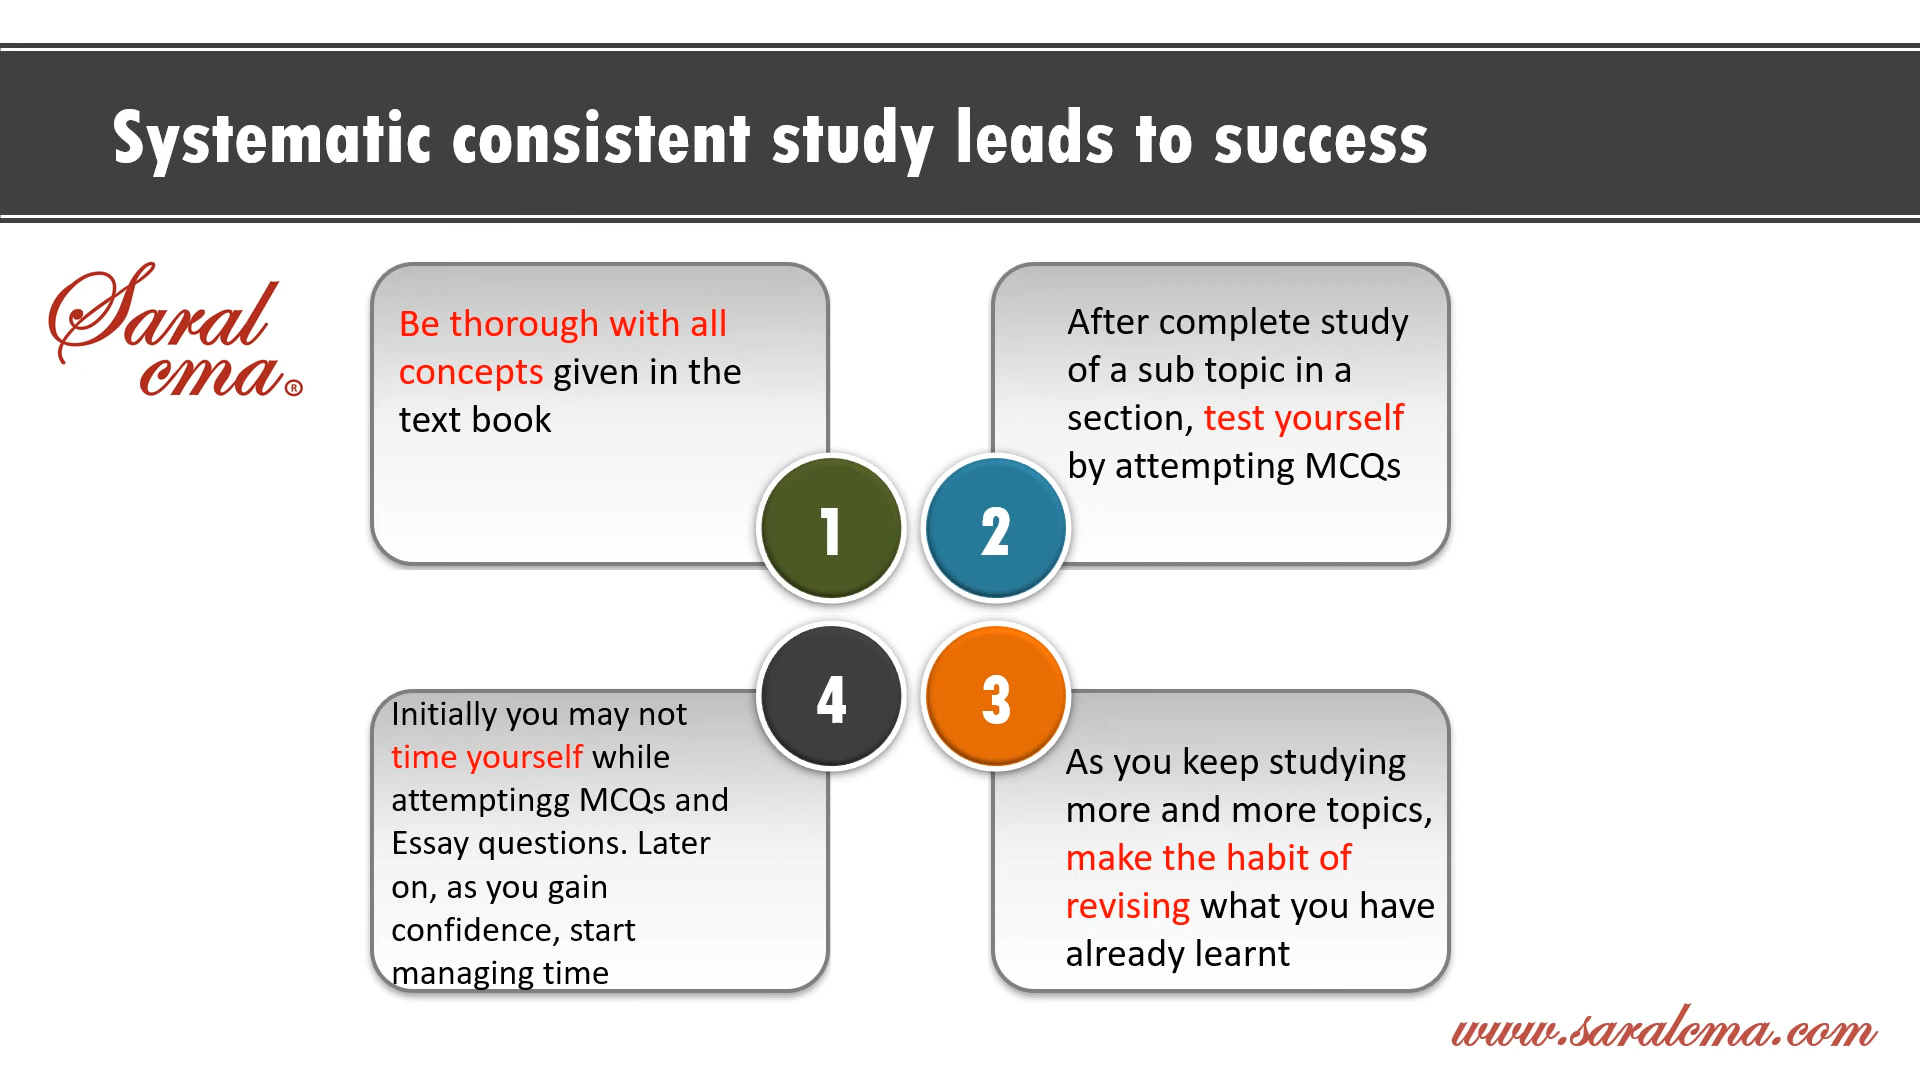 Systematic consistent study leads to success
Saral
cma®
Be thorough with all
concepts given in the
text book
1
After complete study
of a sub topic in a
section, test yourself
by attempting MCQs
2
As you keep studying
more and more topics,
make the habit of
revising what you have
already learnt
3
Initially you may not
time yourself while
attemptingg MCQs and
Essay questions. Later
on, as you gain
confidence, start
managing time
4
www.saralcma.com